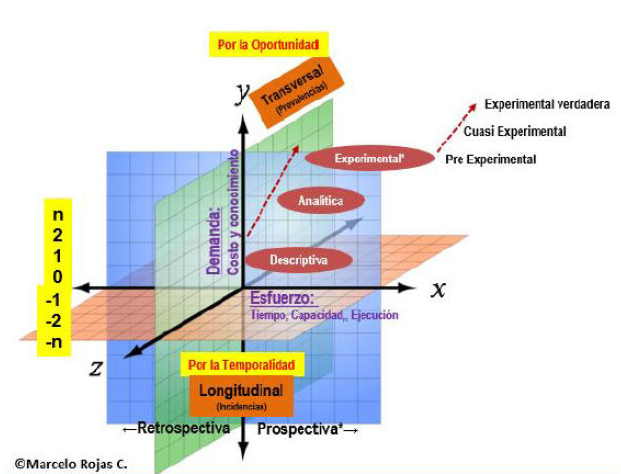 Por la Oportunidad
Transversal
(Prevalencias)
y
Experimental verdadera
Cuasi Experimental
Experimental*
Pre Experimental
Analítica
Demanda:
Costo y conocimiento
Descriptiva
n
2
1
0
-1
-2
-n
x
Esfuerzo:
Tiempo, Capacidad,, Ejecución
z
Por la Temporalidad
Longitudinal
(Incidencias)
←Retrospectiva
Prospectiva*→
©Marcelo Rojas C.